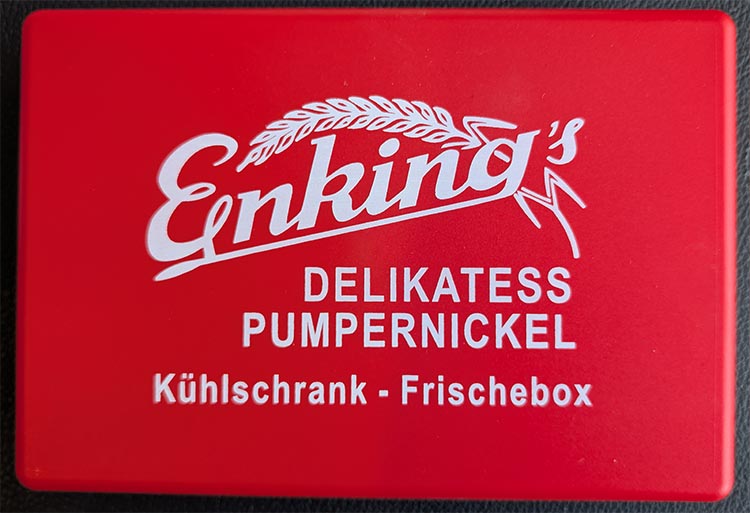 Enking's
DELIKATESS
PUMPERNICKEL
Kühlschrank - Frischebox